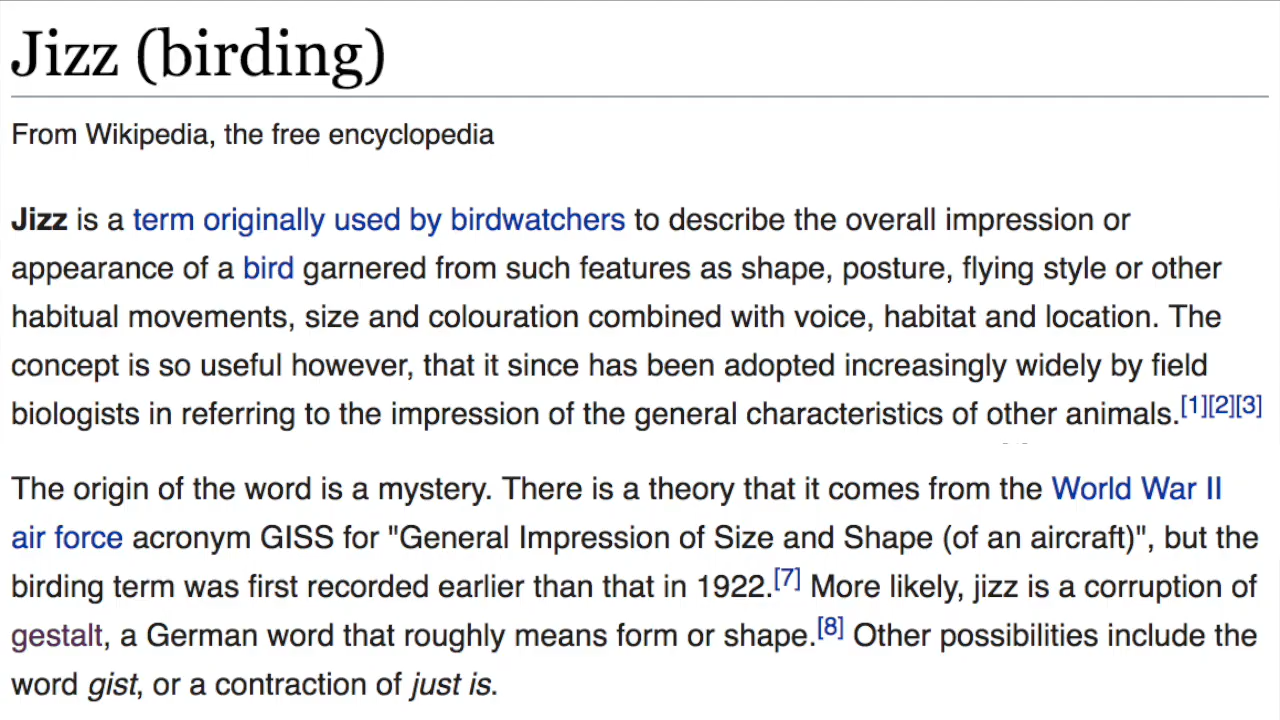 Jizz (birding)
From Wikipedia, the free encyclopedia
Jizz is a term originally used by birdwatchers to describe the overall impression or
appearance of a bird garnered from such features as shape, posture, flying style or other
habitual movements, size and colouration combined with voice, habitat and location. The
concept is so useful however, that it since has been adopted increasingly widely by field
biologists in referring to the impression of the general characteristics of other animals.[1][2][3]
The origin of the word is a mystery. There is a theory that it comes from the World War II
air force acronym GISS for "General Impression of Size and Shape (of an aircraft)", but the
birding term was first recorded earlier than that in 1922.[7] More likely, jizz is a corruption of
gestalt, a German word that roughly means form or shape.[8] Other possibilities include the
word gist, or a contraction of just is.